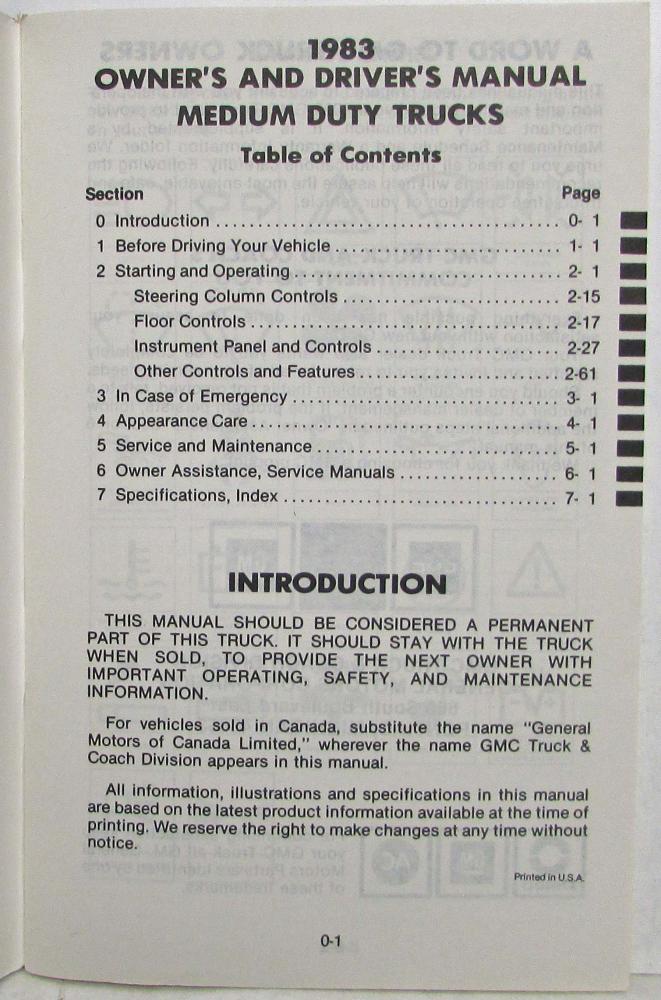 1983
OWNER'S AND DRIVER'S MANUAL
MEDIUM DUTY TRUCKS
Table of Contents
Section Page
0 Introduction ........................................ 0- 1
1 Before Driving Your Vehicle .......................... 1- 1
2 Starting and Operating ............................... 2- 1
Steering Column Controls ......................... 2-15
Floor Controls ................................... 2-17
Instrument Panel and Controls .................... 2-27
Other Controls and Features ...................... 2-61
3 In Case of Emergency ................................ 3- 1
4 Appearance Care ..................................... 4- 1
5 Service and Maintenance ............................. 5- 1
6 Owner Assistance, Service Manuals ................... 6- 1
7 Specifications, Index ............................... 7- 1
INTRODUCTION
THIS MANUAL SHOULD BE CONSIDERED A PERMANENT
PART OF THIS TRUCK. IT SHOULD STAY WITH THE TRUCK
WHEN SOLD, TO PROVIDE THE NEXT OWNER WITH
IMPORTANT OPERATING, SAFETY, AND MAINTENANCE
INFORMATION.
For vehicles sold in Canada, substitute the name "General
Motors of Canada Limited," wherever the name GMC Truck &
Coach Division appears in this manual.
All information, illustrations and specifications in this manual
are based on the latest product information available at the time of
printing. We reserve the right to make changes at any time without
notice.
Printed in U.S.A.
0-1